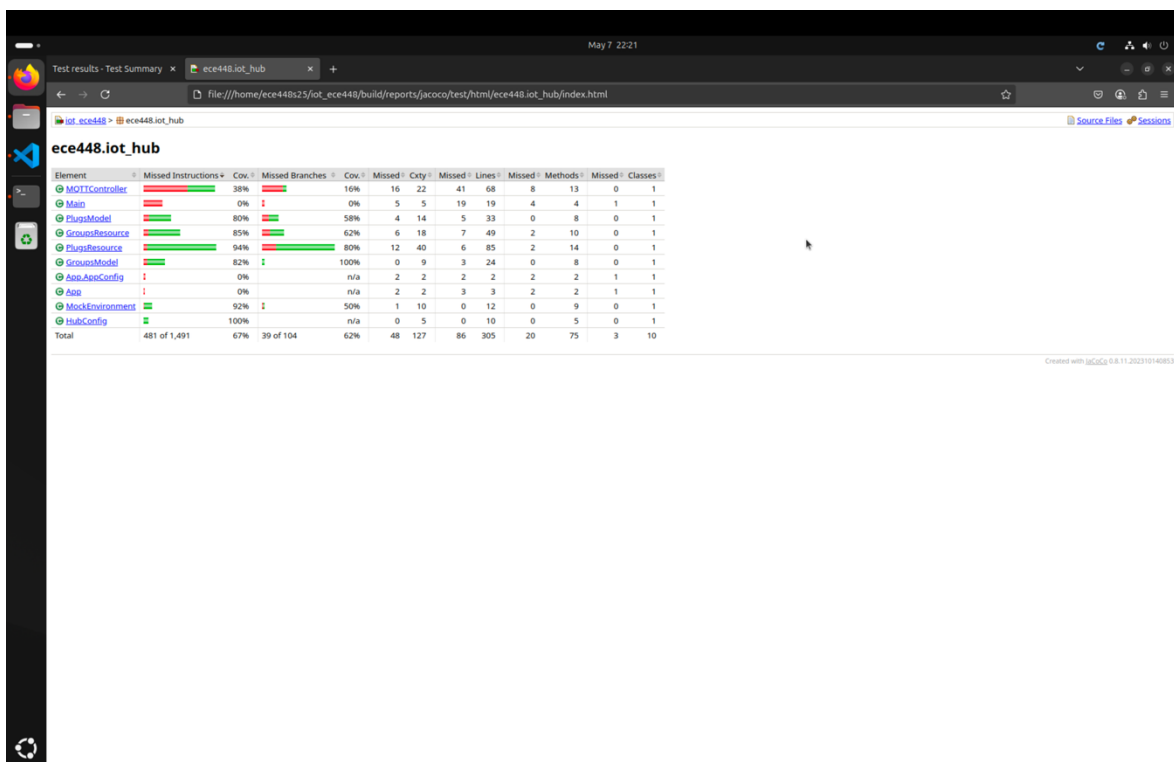 May 7 22:21
Test results - Test Summary × ece448.iot_hub × +
file:///home/ece448s25/iot_ece448/build/reports/jacoco/test/html/ece448.iot_hub/index.html
iot_ece448 > ece448.iot_hub Source Files Sessions
ece448.iot_hub
Element Missed Instructions Cov. Missed Branches Cov. Missed Cxty Missed Lines Missed Methods Missed Classes
MQTTController 38% 16% 16 22 41 68 8 13 0 1
Main 0% 0% 5 5 19 19 4 4 1 1
PlugsModel 80% 58% 4 14 5 33 0 8 0 1
GroupsResource 85% 62% 6 18 7 49 2 10 0 1
PlugsResource 94% 80% 12 40 6 85 2 14 0 1
GroupsModel 82% 100% 0 9 3 24 0 8 0 1
App.AppConfig 0% n/a 2 2 2 2 2 2 1 1
App 0% n/a 2 2 3 3 2 2 1 1
MockEnvironment 92% 50% 1 10 0 12 0 9 0 1
HubConfig 100% n/a 0 5 0 10 0 5 0 1
Total 481 of 1,491 67% 39 of 104 62% 48 127 86 305 20 75 3 10
Created with JaCoCo 0.8.11.202310140853